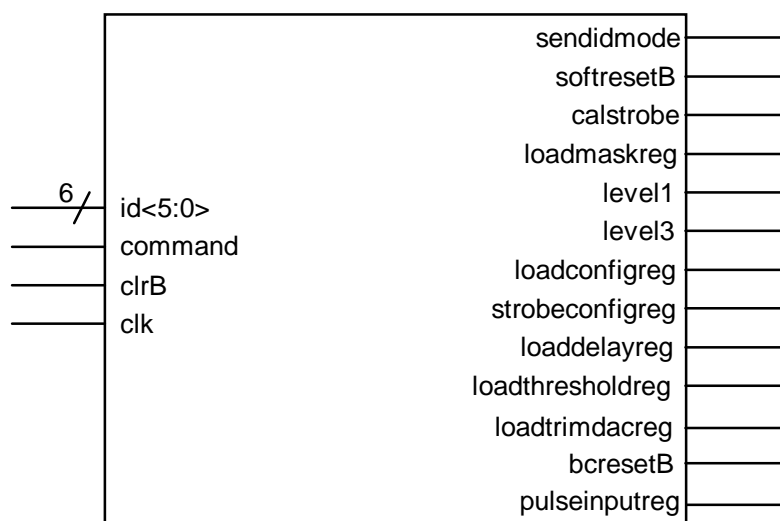 sendidmode
softresetB
calstrobe
loadmaskreg
level1
level3
loadconfigreg
strobeconfigreg
loaddelayreg
loadthresholdreg
loadtrimdacreg
bcresetB
pulseinputreg
6
id<5:0>
command
clrB
clk